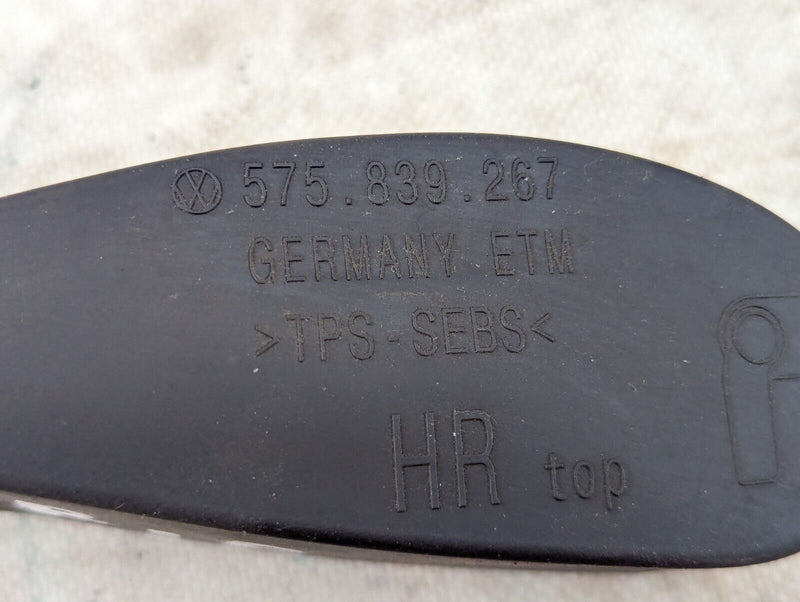 575.839.267
GERMANY ETM
>TPS-SEBS<
HR top